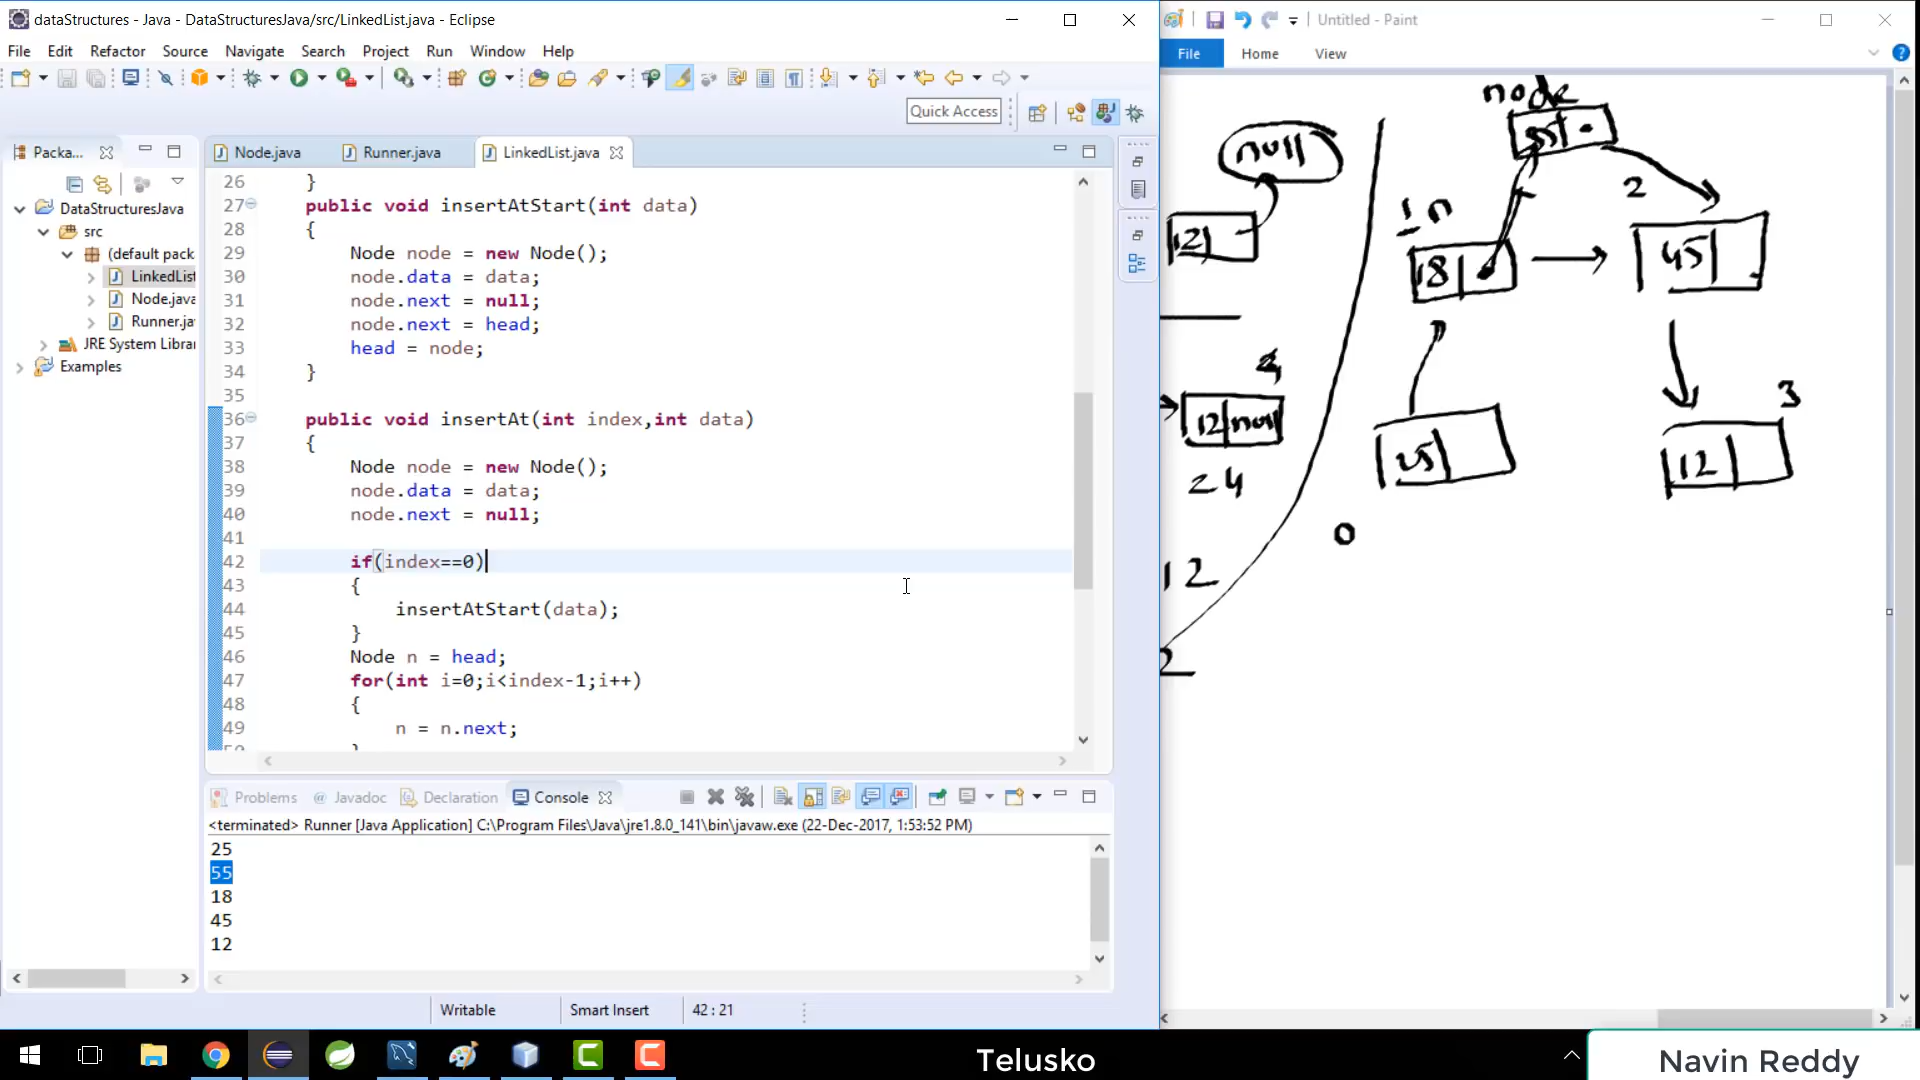 dataStructures - Java - DataStructuresJava/src/LinkedList.java - Eclipse
File Edit Refactor Source Navigate Search Project Run Window Help
Quick Access
Packa...
DataStructuresJava
src
(default pack
LinkedList
Node.java
Runner.ja
JRE System Librar
Examples
Node.java Runner.java LinkedList.java
26 }
27 public void insertAtStart(int data)
28 {
29 Node node = new Node();
30 node.data = data;
31 node.next = null;
32 node.next = head;
33 head = node;
34 }
35
36 public void insertAt(int index,int data)
37 {
38 Node node = new Node();
39 node.data = data;
40 node.next = null;
41
42 if(index==0)
43 {
44 insertAtStart(data);
45 }
46 Node n = head;
47 for(int i=0;i<index-1;i++)
48 {
49 n = n.next;
Problems Javadoc Declaration Console
<terminated> Runner [Java Application] C:\Program Files\Java\jre1.8.0_141\bin\javaw.exe (22-Dec-2017, 1:53:52 PM)
25
55
18
45
12
Writable Smart Insert 42 : 21
Untitled - Paint
File Home View
node
null
55
2
1 n
12
18
45
4
3
12 null
25
12
24
0
12
2
Telusko
Navin Reddy